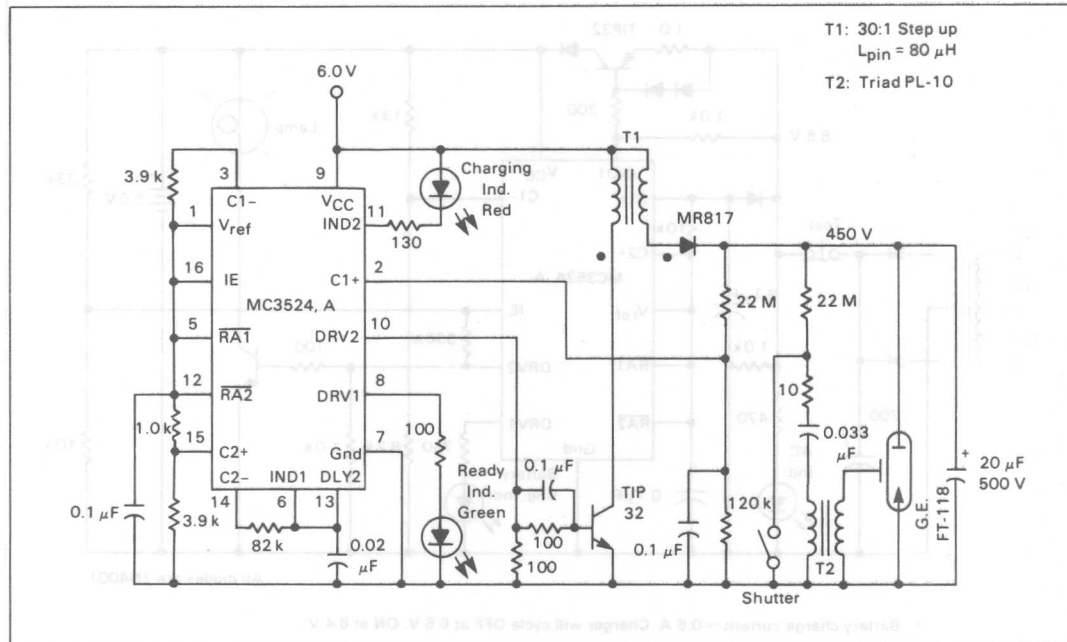 T1: 30:1 Step up
Lpin = 80 μH
T2: Triad PL-10
6.0 V
T1
3.9 k
3
9
C1-
VCC
Charging
Ind.
Red
1
Vref
IND2
11
130
MR817
450 V
16
IE
C1+
2
22 M
22 M
MC3524, A
5
RA1
DRV2
10
10
12
RA2
DRV1
8
100
0.033
μF
1.0 k
15
C2+
Gnd
7
Ready
Ind.
Green
0.1 μF
+
20 μF
500 V
C2-
IND1
DLY2
14
6
13
TIP
32
120k
G.E.
FT-118
0.1 μF
3.9 k
82 k
0.02
μF
100
100
0.1 μF
T2
Shutter